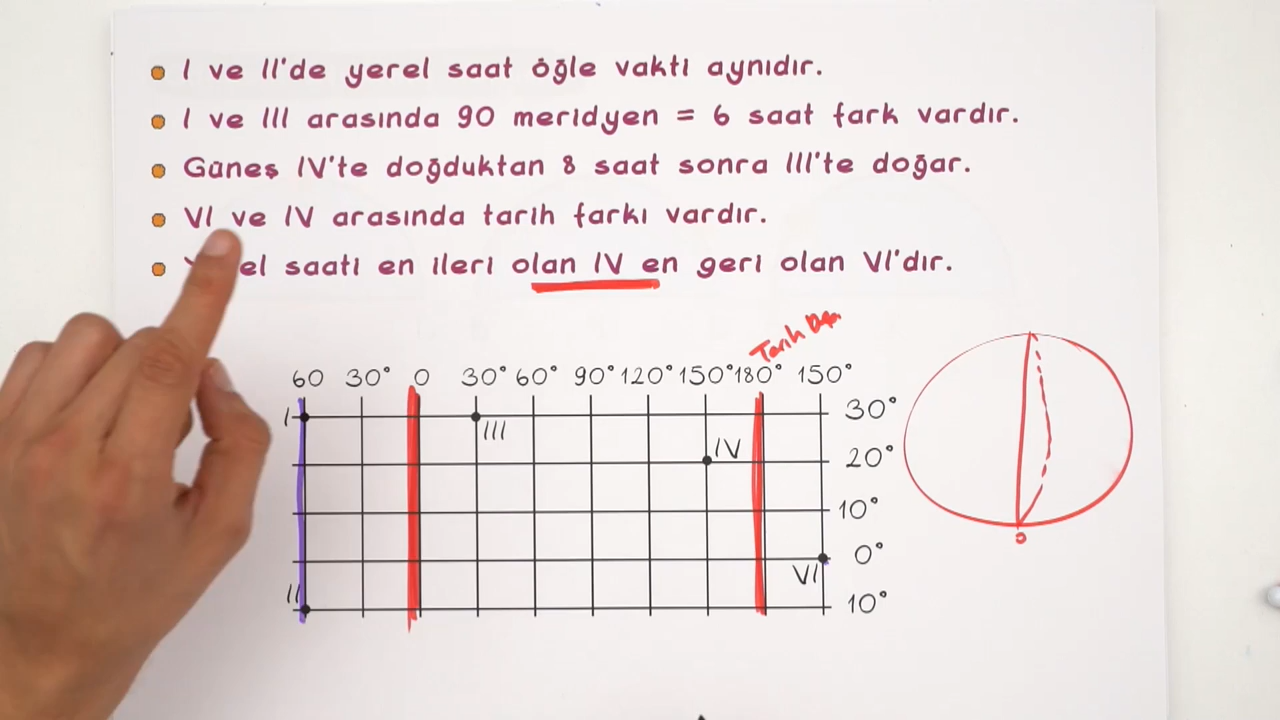 I ve II'de yerel saat öğle vakti aynıdır.
I ve III arasında 90 meridyen = 6 saat fark vardır.
Güneş IV'te doğduktan 8 saat sonra III'te doğar.
VI ve IV arasında tarih farkı vardır.
el saati en ileri olan IV en geri olan VI'dır.
Tarih
60 30° 0 30° 60° 90° 120° 150° 180° 150°
I 30°
III
IV 20°
10°
0°
VI
II 10°